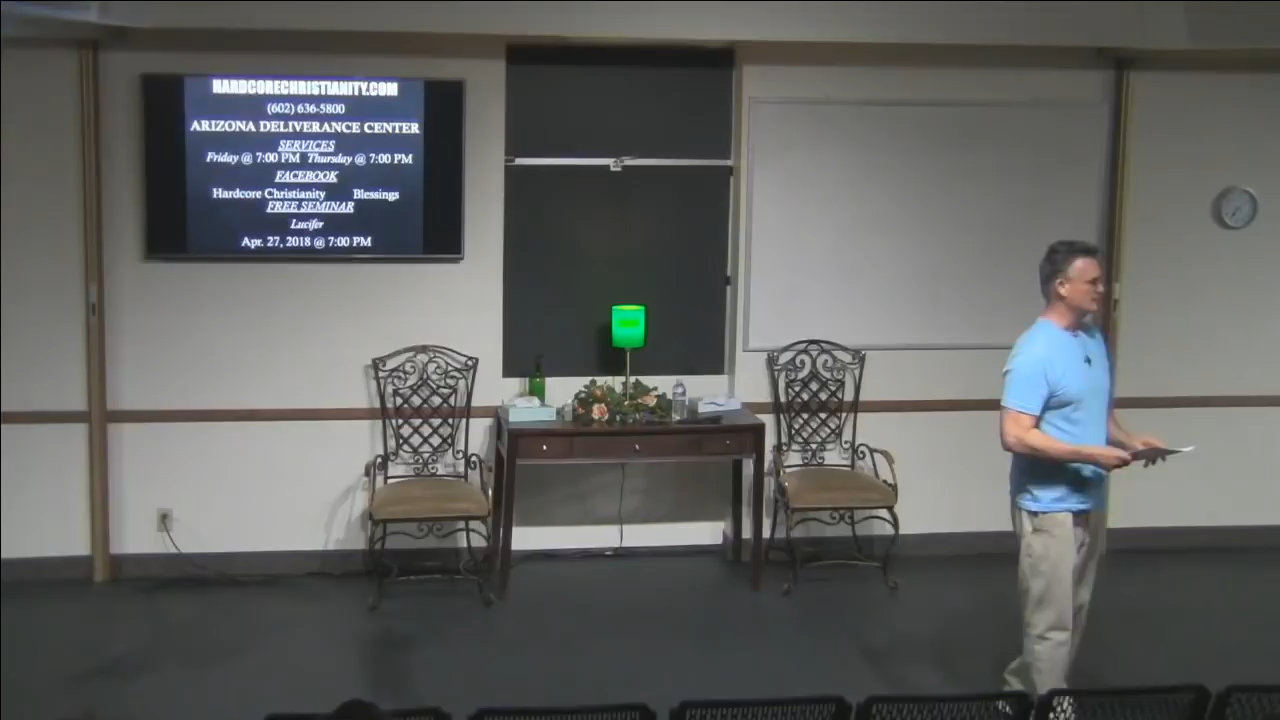 HARDCORECHRISTIANITY.COM
(602) 636-5800
ARIZONA DELIVERANCE CENTER
SERVICES
Friday @ 7:00 PM Thursday @ 7:00 PM
FACEBOOK
Hardcore Christianity Blessings
FREE SEMINAR
Lucifer
Apr. 27, 2018 @ 7:00 PM